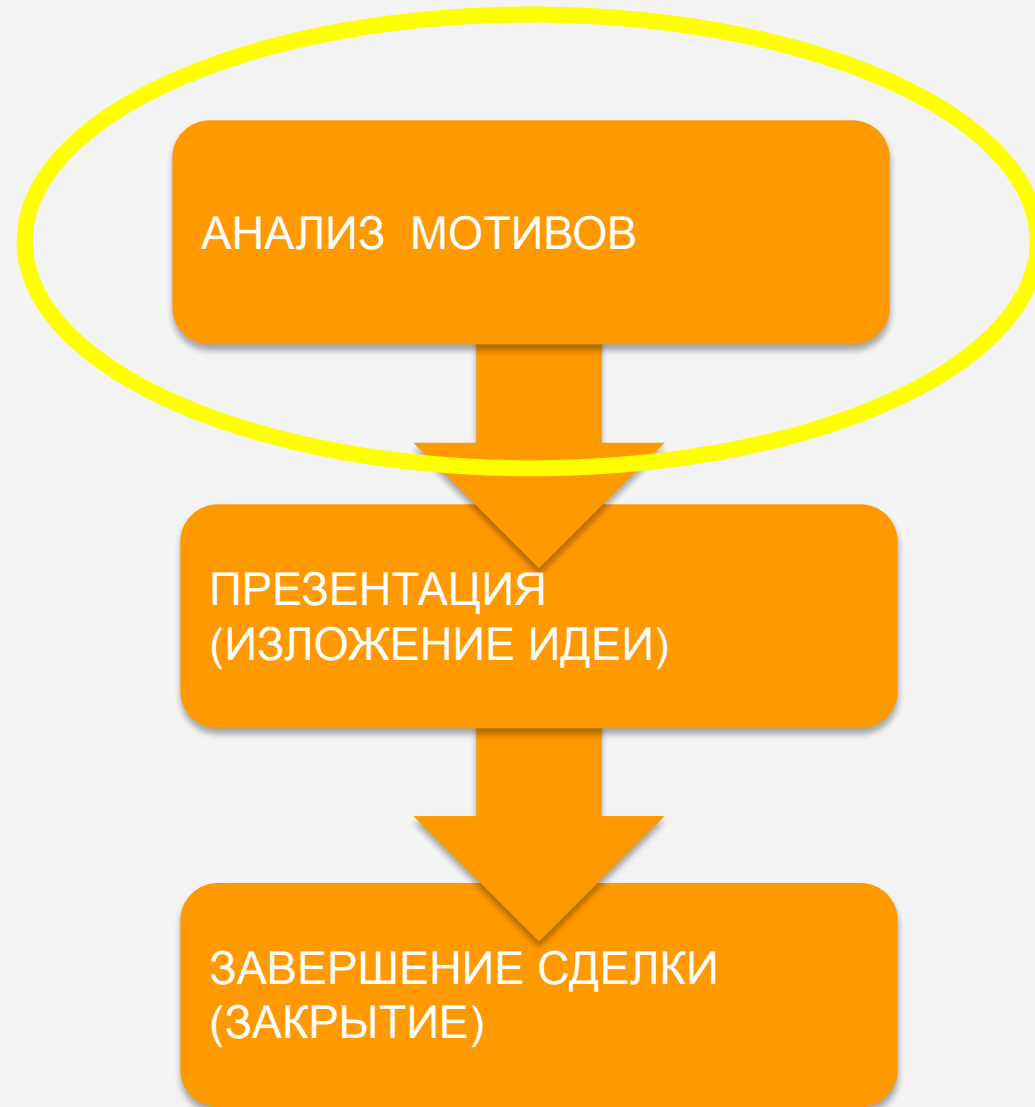 АНАЛИЗ  МОТИВОВ
ПРЕЗЕНТАЦИЯ
(ИЗЛОЖЕНИЕ ИДЕИ)
ЗАВЕРШЕНИЕ СДЕЛКИ
(ЗАКРЫТИЕ)